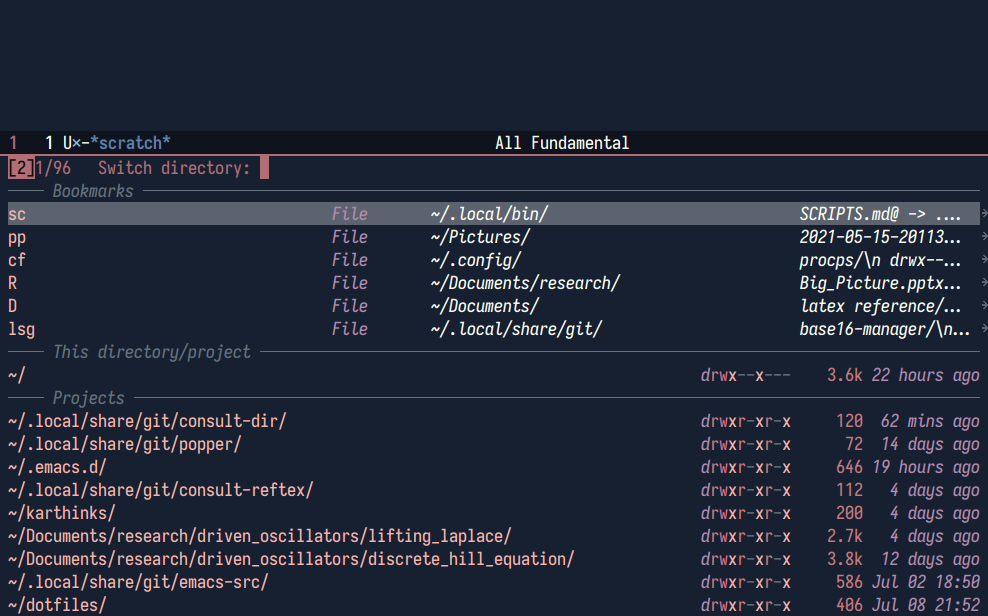 1 1 U×-*scratch* All Fundamental
[2]1/96 Switch directory:
Bookmarks
sc File ~/.local/bin/ SCRIPTS.md@ -> ....
pp File ~/Pictures/ 2021-05-15-20113...
cf File ~/.config/ procps/\n drwx--...
R File ~/Documents/research/ Big_Picture.pptx...
D File ~/Documents/ latex reference/...
lsg File ~/.local/share/git/ base16-manager/\n...
This directory/project
~/ drwx--x--- 3.6k 22 hours ago
Projects
~/.local/share/git/consult-dir/ drwxr-xr-x 120 62 mins ago
~/.local/share/git/popper/ drwxr-xr-x 72 14 days ago
~/.emacs.d/ drwxr-xr-x 646 19 hours ago
~/.local/share/git/consult-reftex/ drwxr-xr-x 112 4 days ago
~/karthinks/ drwxr-xr-x 200 4 days ago
~/Documents/research/driven_oscillators/lifting_laplace/ drwxr-xr-x 2.7k 4 days ago
~/Documents/research/driven_oscillators/discrete_hill_equation/ drwxr-xr-x 3.8k 12 days ago
~/.local/share/git/emacs-src/ drwxr-xr-x 586 Jul 02 18:50
~/dotfiles/ drwxr-xr-x 406 Jul 08 21:52